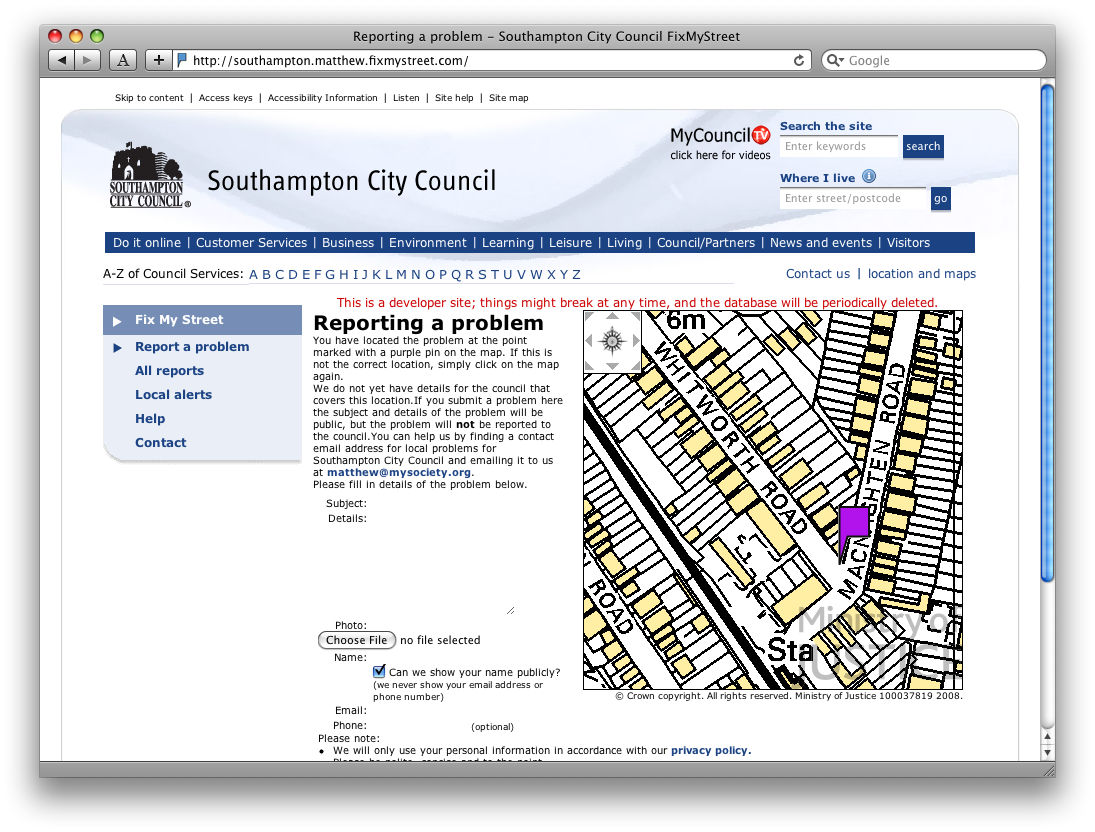 Reporting a problem – Southampton City Council FixMyStreet
A
+
http://southampton.matthew.fixmystreet.com/
Google
Skip to content | Access keys | Accessibility Information | Listen | Site help | Site map
MyCouncil TV
click here for videos
Search the site
Enter keywords
search
Where I live i
Enter street/postcode
go
SOUTHAMPTON
CITY COUNCIL ®
Southampton City Council
Do it online | Customer Services | Business | Environment | Learning | Leisure | Living | Council/Partners | News and events | Visitors
A-Z of Council Services: A B C D E F G H I J K L M N O P Q R S T U V W X Y Z
Contact us | location and maps
This is a developer site; things might break at any time, and the database will be periodically deleted.
Fix My Street
Report a problem
All reports
Local alerts
Help
Contact
Reporting a problem
You have located the problem at the point
marked with a purple pin on the map. If this is
not the correct location, simply click on the map
again.
We do not yet have details for the council that
covers this location.If you submit a problem here
the subject and details of the problem will be
public, but the problem will not be reported to
the council.You can help us by finding a contact
email address for local problems for
Southampton City Council and emailing it to us
at matthew@mysociety.org.
Please fill in details of the problem below.
Subject:
Details:
Photo:
Choose File no file selected
Name:
Can we show your name publicly?
(we never show your email address or
phone number)
Email:
Phone: (optional)
Please note:
• We will only use your personal information in accordance with our privacy policy.
Please be polite, concise and to the point
6m
WHITWORTH ROAD
MACN GHTEN ROAD
ROAD
Sta
Ministry of
JUSTICE
© Crown copyright. All rights reserved. Ministry of Justice 100037819 2008.